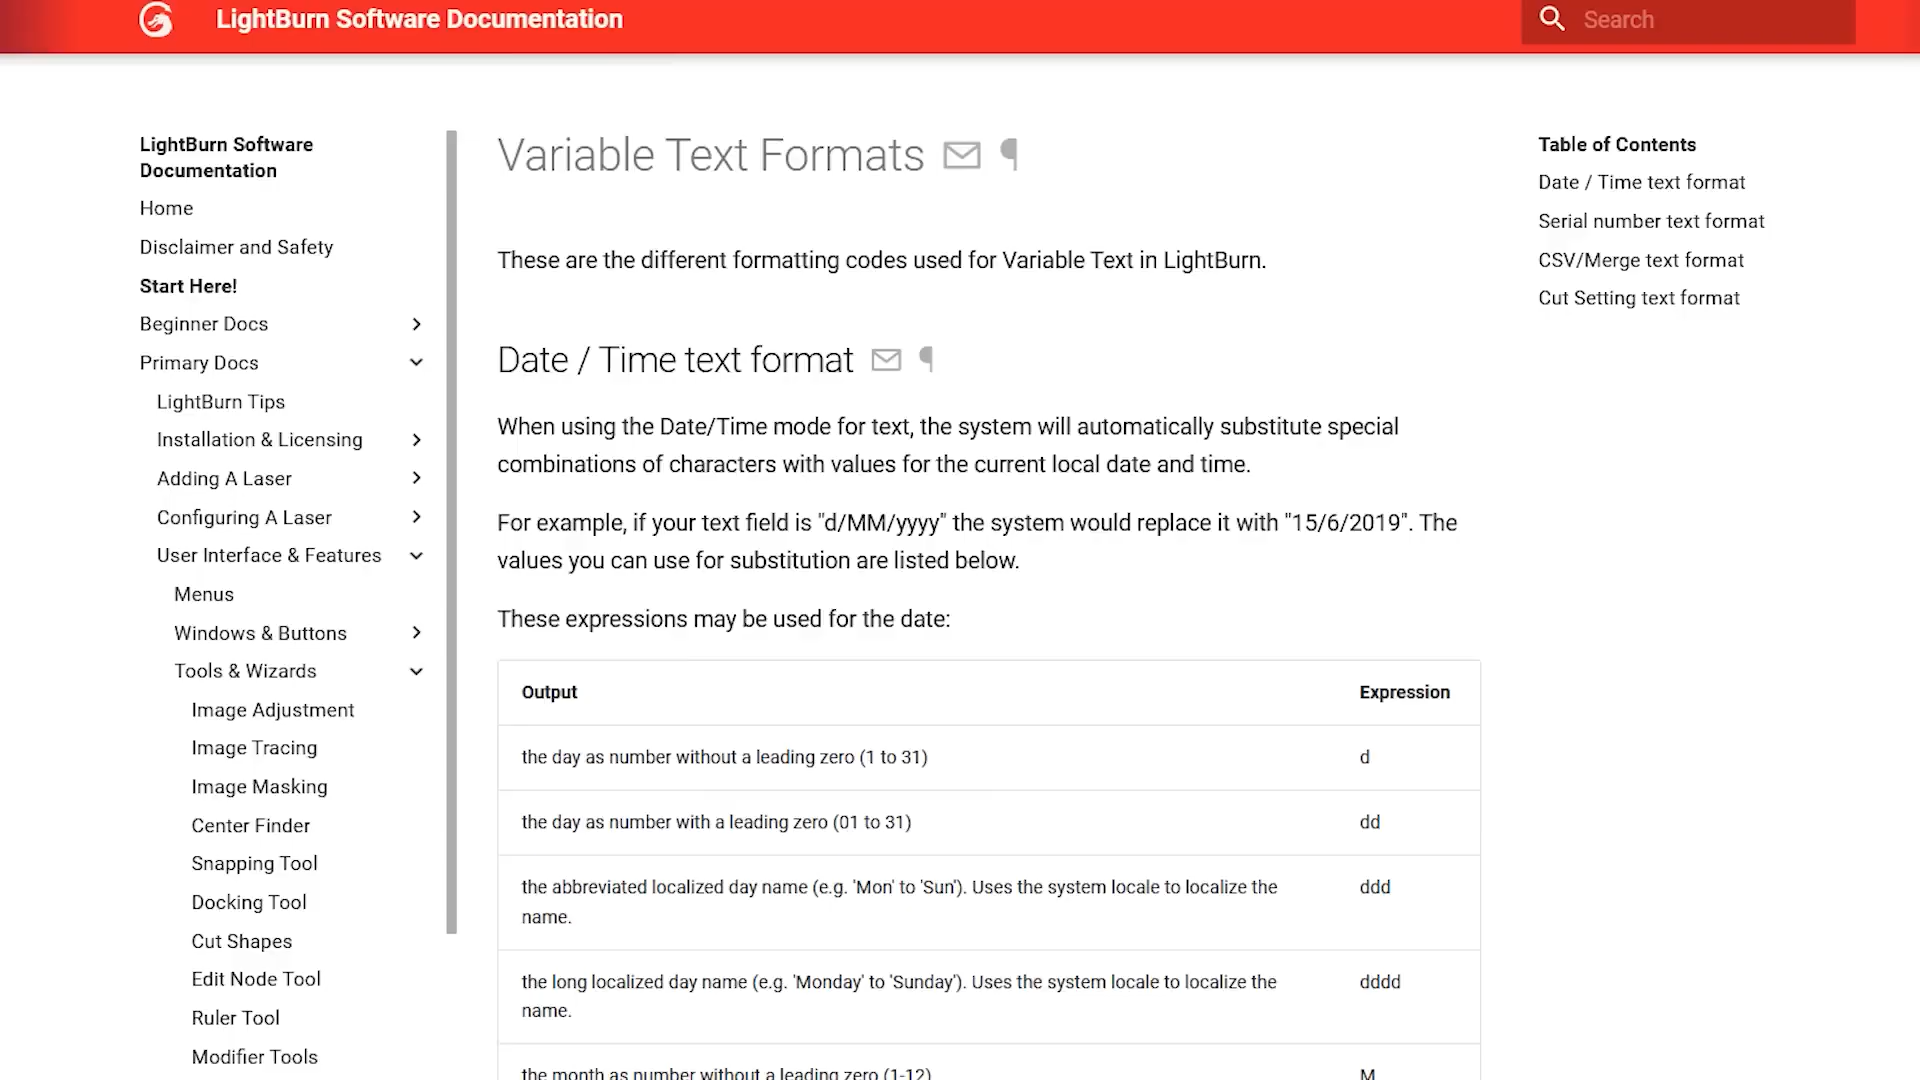 LightBurn Software Documentation
Search
LightBurn Software
Documentation
Home
Disclaimer and Safety
Start Here!
Beginner Docs
Primary Docs
LightBurn Tips
Installation & Licensing
Adding A Laser
Configuring A Laser
User Interface & Features
Menus
Windows & Buttons
Tools & Wizards
Image Adjustment
Image Tracing
Image Masking
Center Finder
Snapping Tool
Docking Tool
Cut Shapes
Edit Node Tool
Ruler Tool
Modifier Tools
Variable Text Formats ¶
These are the different formatting codes used for Variable Text in LightBurn.
Date / Time text format ¶
When using the Date/Time mode for text, the system will automatically substitute special
combinations of characters with values for the current local date and time.
For example, if your text field is "d/MM/yyyy" the system would replace it with "15/6/2019". The
values you can use for substitution are listed below.
These expressions may be used for the date:
Output Expression
the day as number without a leading zero (1 to 31) d
the day as number with a leading zero (01 to 31) dd
the abbreviated localized day name (e.g. 'Mon' to 'Sun'). Uses the system locale to localize the ddd
name.
the long localized day name (e.g. 'Monday' to 'Sunday'). Uses the system locale to localize the dddd
name.
the month as number without a leading zero (1-12) M
Table of Contents
Date / Time text format
Serial number text format
CSV/Merge text format
Cut Setting text format